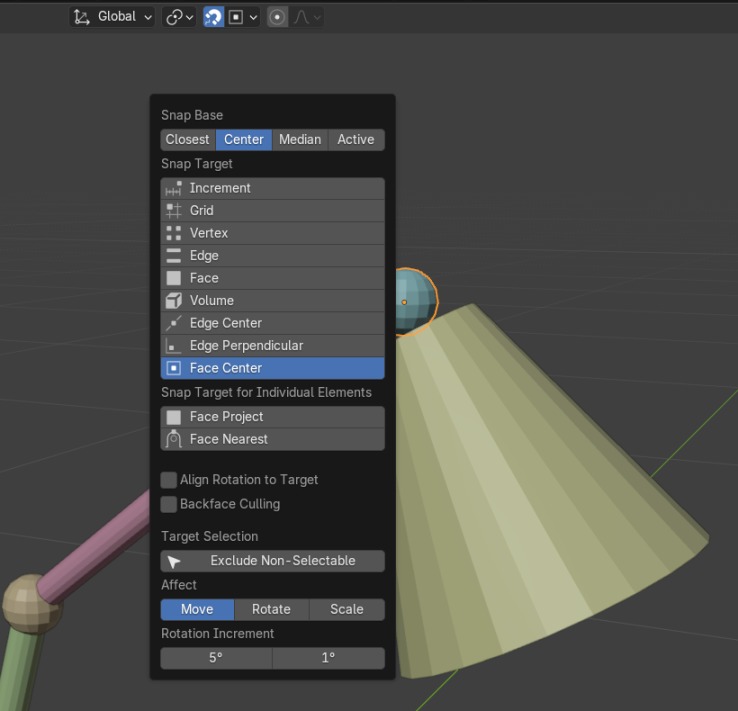 Global
Snap Base
Closest Center Median Active
Snap Target
Increment
Grid
Vertex
Edge
Face
Volume
Edge Center
Edge Perpendicular
Face Center
Snap Target for Individual Elements
Face Project
Face Nearest
Align Rotation to Target
Backface Culling
Target Selection
Exclude Non-Selectable
Affect
Move Rotate Scale
Rotation Increment
5° 1°